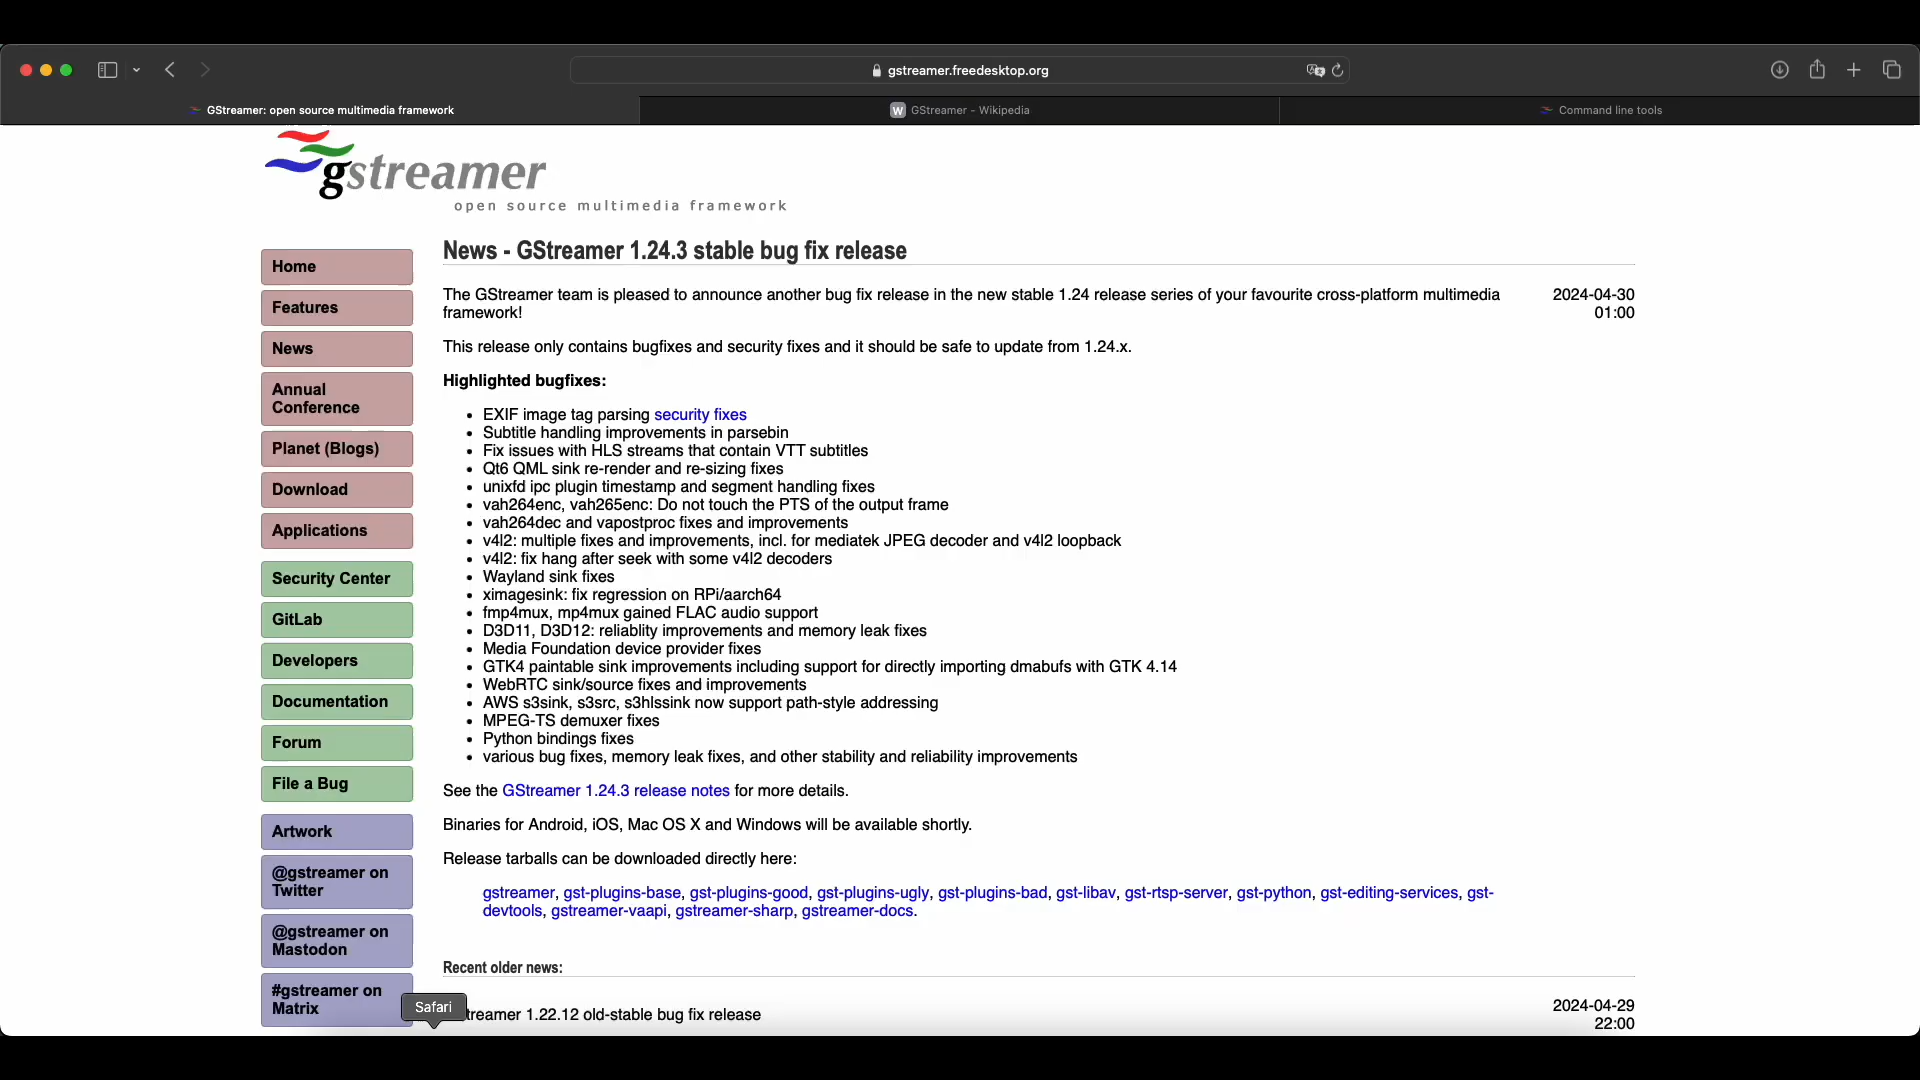 gstreamer.freedesktop.org
GStreamer: open source multimedia framework
W GStreamer - Wikipedia
Command line tools
gstreamer
open source multimedia framework
Home
Features
News
Annual
Conference
Planet (Blogs)
Download
Applications
Security Center
GitLab
Developers
Documentation
Forum
File a Bug
Artwork
@gstreamer on
Twitter
@gstreamer on
Mastodon
#gstreamer on
Matrix
News - GStreamer 1.24.3 stable bug fix release
The GStreamer team is pleased to announce another bug fix release in the new stable 1.24 release series of your favourite cross-platform multimedia
framework!
2024-04-30
01:00
This release only contains bugfixes and security fixes and it should be safe to update from 1.24.x.
Highlighted bugfixes:
• EXIF image tag parsing security fixes
• Subtitle handling improvements in parsebin
• Fix issues with HLS streams that contain VTT subtitles
• Qt6 QML sink re-render and re-sizing fixes
• unixfd ipc plugin timestamp and segment handling fixes
• vah264enc, vah265enc: Do not touch the PTS of the output frame
• vah264dec and vapostproc fixes and improvements
• v4l2: multiple fixes and improvements, incl. for mediatek JPEG decoder and v4l2 loopback
• v4l2: fix hang after seek with some v4l2 decoders
• Wayland sink fixes
• ximagesink: fix regression on RPi/aarch64
• fmp4mux, mp4mux gained FLAC audio support
• D3D11, D3D12: reliablity improvements and memory leak fixes
• Media Foundation device provider fixes
• GTK4 paintable sink improvements including support for directly importing dmabufs with GTK 4.14
• WebRTC sink/source fixes and improvements
• AWS s3sink, s3src, s3hlssink now support path-style addressing
• MPEG-TS demuxer fixes
• Python bindings fixes
• various bug fixes, memory leak fixes, and other stability and reliability improvements
See the GStreamer 1.24.3 release notes for more details.
Binaries for Android, iOS, Mac OS X and Windows will be available shortly.
Release tarballs can be downloaded directly here:
gstreamer, gst-plugins-base, gst-plugins-good, gst-plugins-ugly, gst-plugins-bad, gst-libav, gst-rtsp-server, gst-python, gst-editing-services, gst-
devtools, gstreamer-vaapi, gstreamer-sharp, gstreamer-docs.
Recent older news:
treamer 1.22.12 old-stable bug fix release
2024-04-29
22:00
Safari